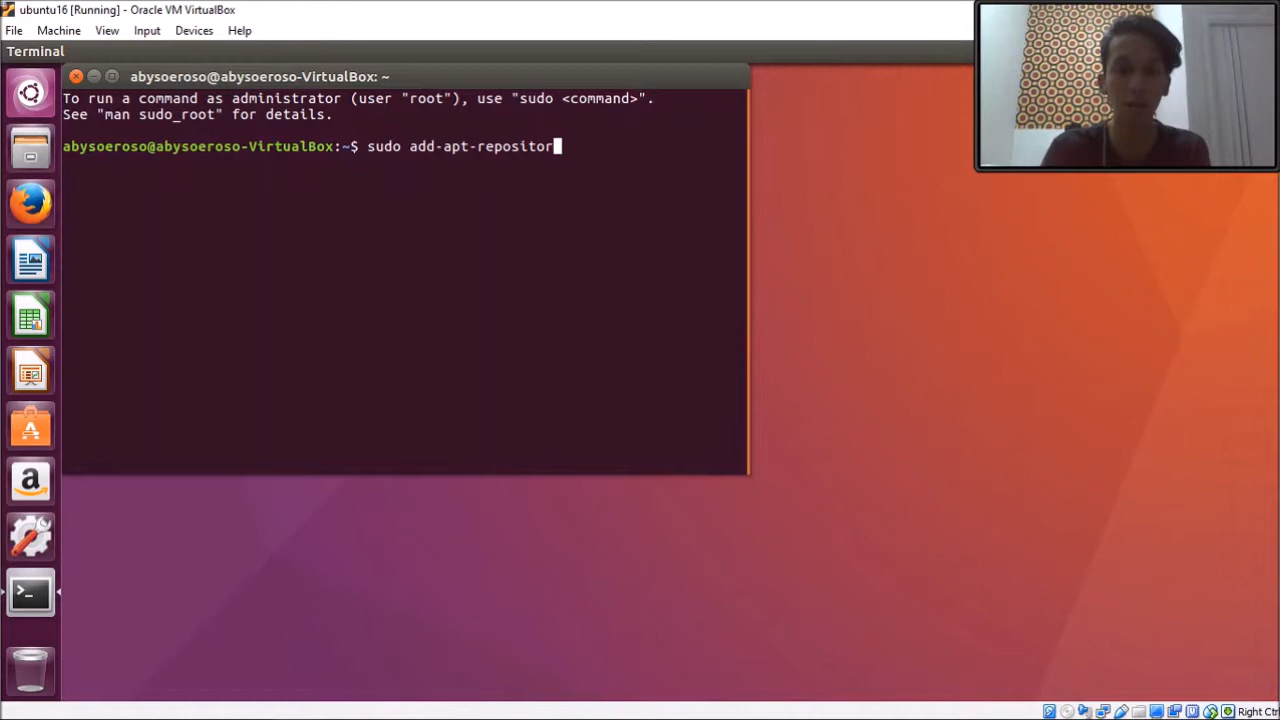 ubuntu16 [Running] - Oracle VM VirtualBox
File Machine View Input Devices Help
Terminal
abysoeroso@abysoeroso-VirtualBox: ~
To run a command as administrator (user "root"), use "sudo <command>".
See "man sudo_root" for details.
abysoeroso@abysoeroso-VirtualBox:~$ sudo add-apt-repositor
Right Ctr